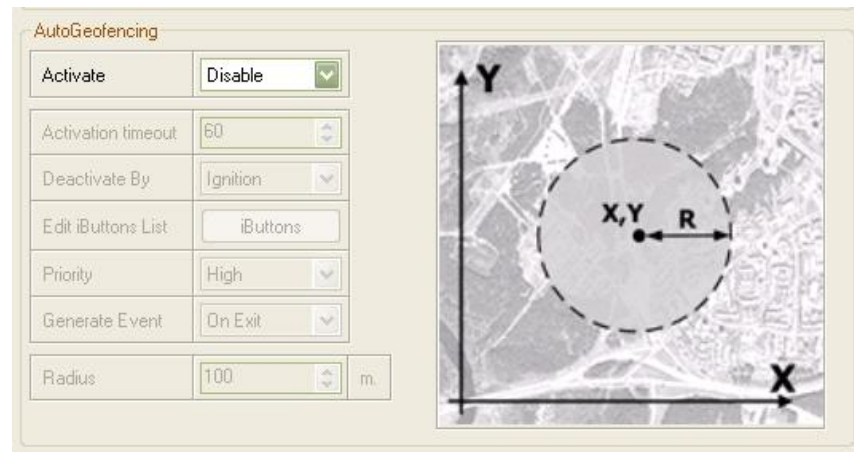 AutoGeofencing
Activate Disable
Activation timeout 60
Deactivate By Ignition
Edit iButtons List iButtons
Priority High
Generate Event On Exit
Radius 100 m.
Y
X,Y R
X